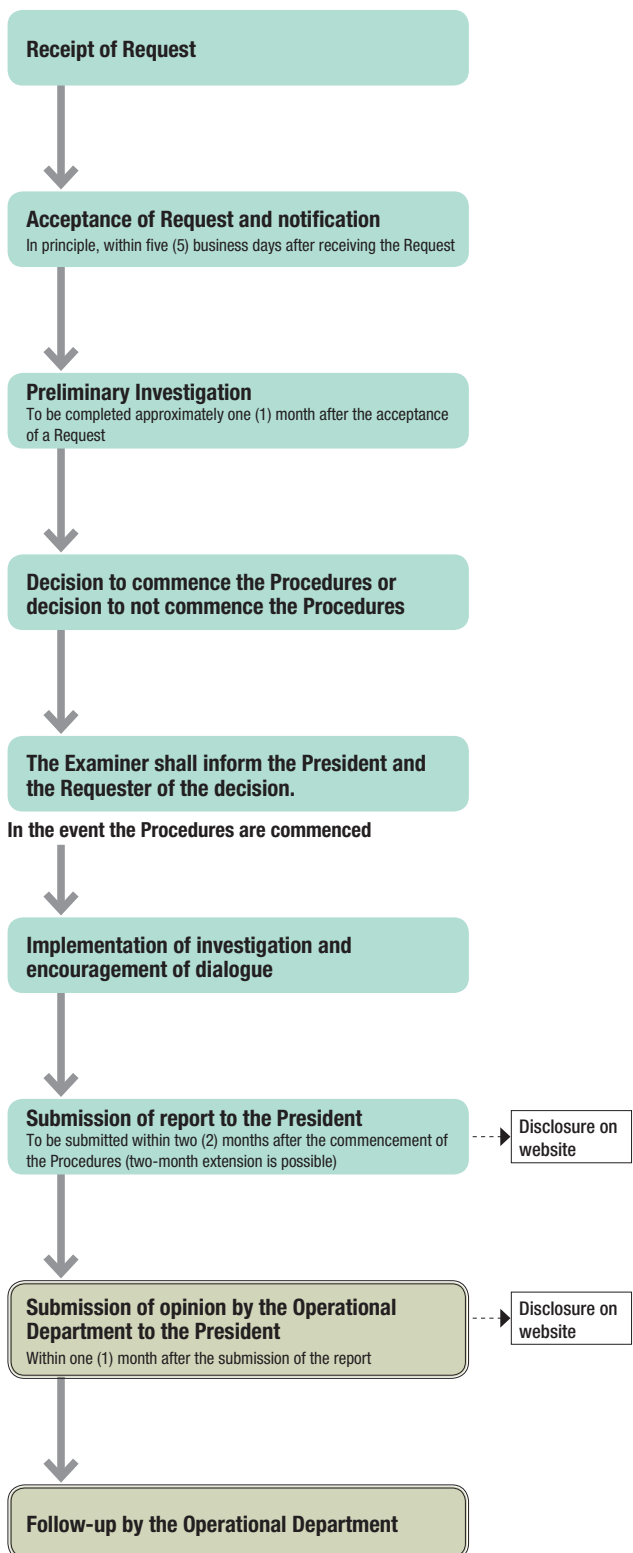 Receipt of Request
Acceptance of Request and notification
In principle, within five (5) business days after receiving the Request
Preliminary Investigation
To be completed approximately one (1) month after the acceptance
of a Request
Decision to commence the Procedures or
decision to not commence the Procedures
The Examiner shall inform the President and
the Requester of the decision.
In the event the Procedures are commenced
Implementation of investigation and
encouragement of dialogue
Submission of report to the President
To be submitted within two (2) months after the commencement of
the Procedures (two-month extension is possible)
Disclosure on
website
Submission of opinion by the Operational
Department to the President
Within one (1) month after the submission of the report
Disclosure on
website
Follow-up by the Operational Department